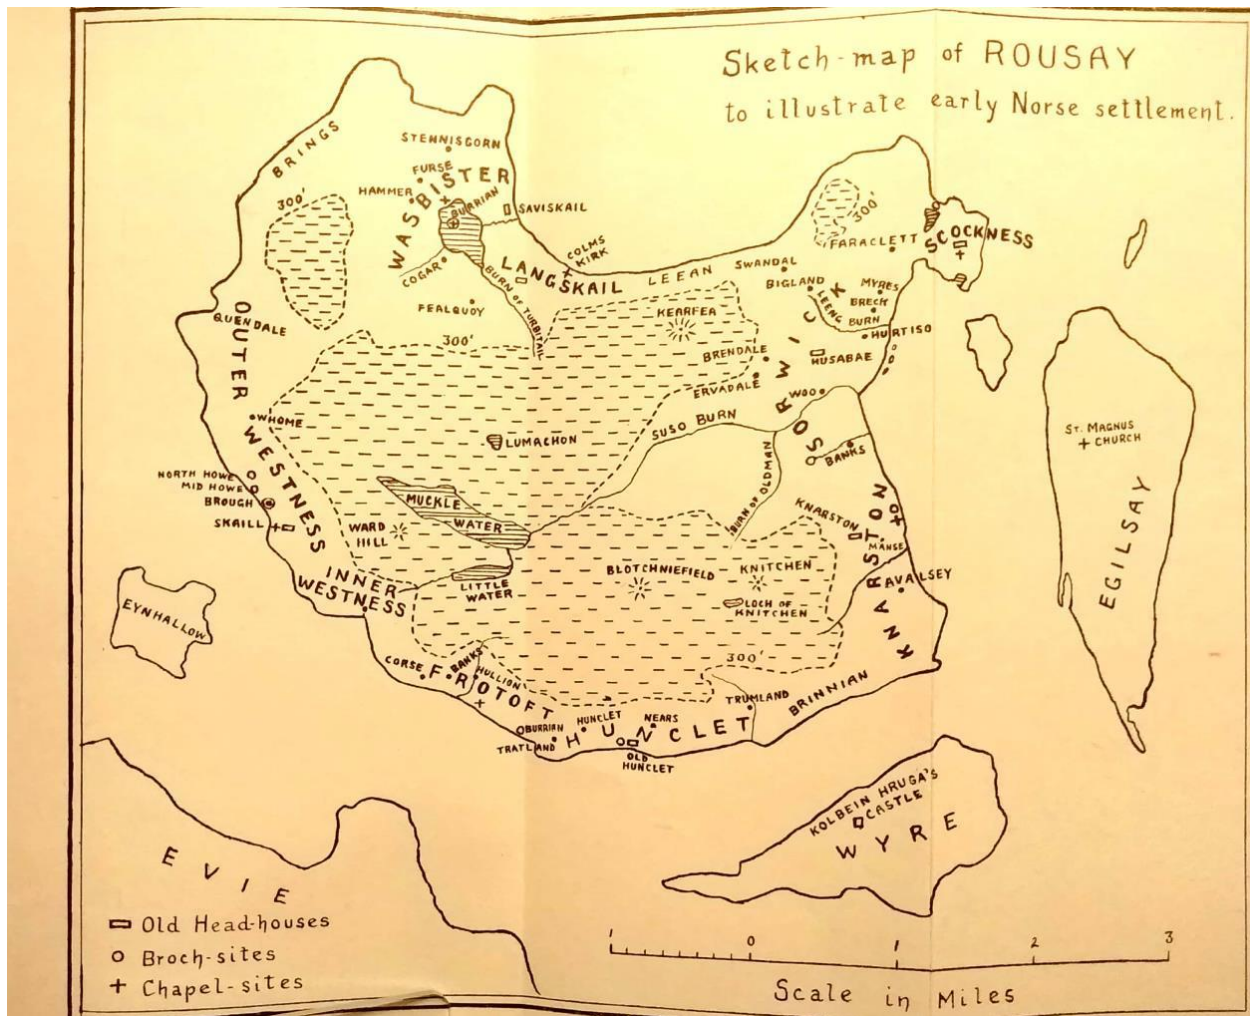 Sketch-map of ROUSAY
to illustrate early Norse settlement.
BRINGS
STENNISGORN
FURSE
HAMMER
WASBISTER
BURRIAN
SAVISKAIL
300'
COGAR
COLMS
KIRK
LANGSKAIL
LEEAN
BURN OF TURBITAIL
FEALQUOY
300'
FARACLETT
SCOCKNESS
SWANDAL
BIGLAND
MYRES
BRECK
LEENG
BURN
HURTISO
KEARFEA
BRENDALE
HUSABAE
ERVADALE
WOO
SORWICK
SUSO BURN
BANKS
BURN OF OLDMAN
QUENDALE
300'
OUTER WESTNESS
WHOME
LUMACHON
NORTH HOWE
MID HOWE
BROUGH
SKAILL
MUCKLE
WATER
WARD
HILL
INNER
WESTNESS
LITTLE
WATER
BLOTCHNIEFIELD
KNITCHEN
LOCH OF
KNITCHEN
KNARSTON
MANSE
AVALSEY
KNARSTON
300'
ST. MAGNUS
CHURCH
EGILSAY
EYNHALLOW
CORSE
BANKS
HULLION
FROTOFT
BURRIAN
TRATLAND
HUNCLET
NEARS
HUNCLET
OLD
HUNCLET
TRUMLAND
BRINNIAN
KOLBEIN HRUGA'S
CASTLE
WYRE
EVIE
Old Head-houses
Broch-sites
Chapel-sites
1 0 1 2 3
Scale in Miles